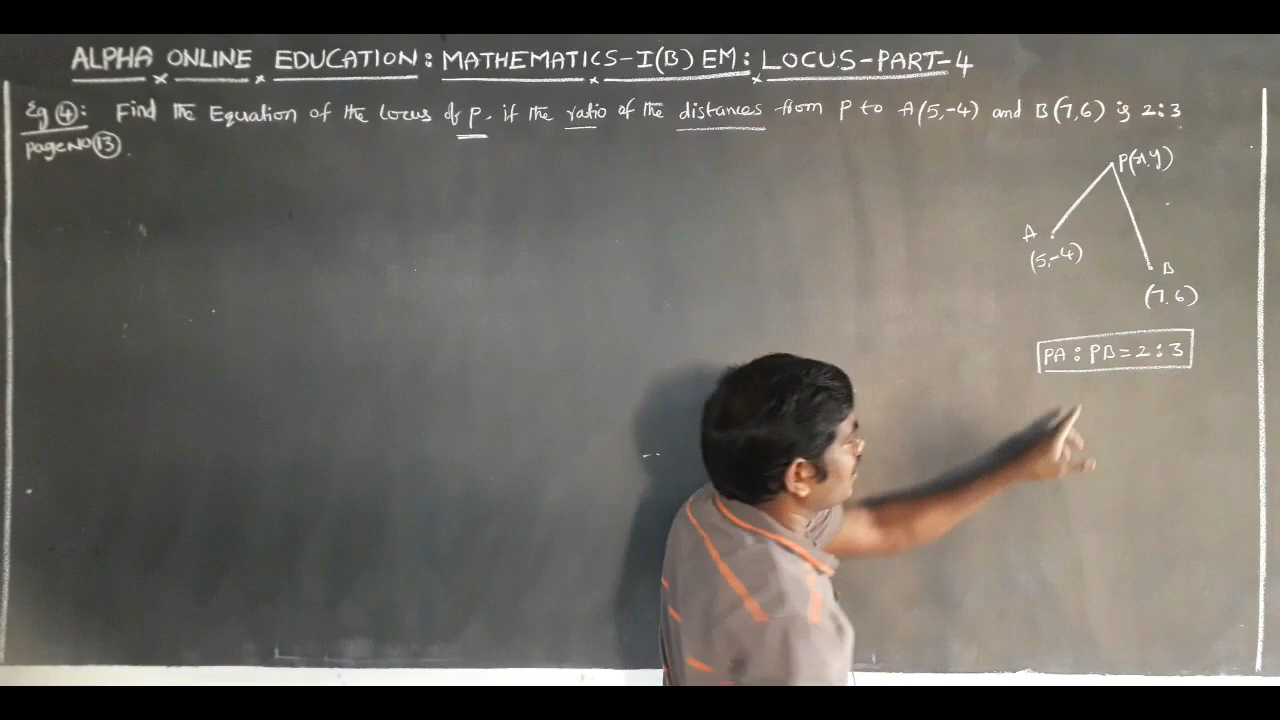 ALPHA ONLINE EDUCATION: MATHEMATICS-I(B) EM: LOCUS-PART-4
Eg ④: Find the Equation of the locus of P. if the ratio of the distances from P to A(5,-4) and B(7,6) is 2:3
page No ⑬
P(x,y)
A
(5,-4)
B
(7,6)
PA : PB = 2 : 3